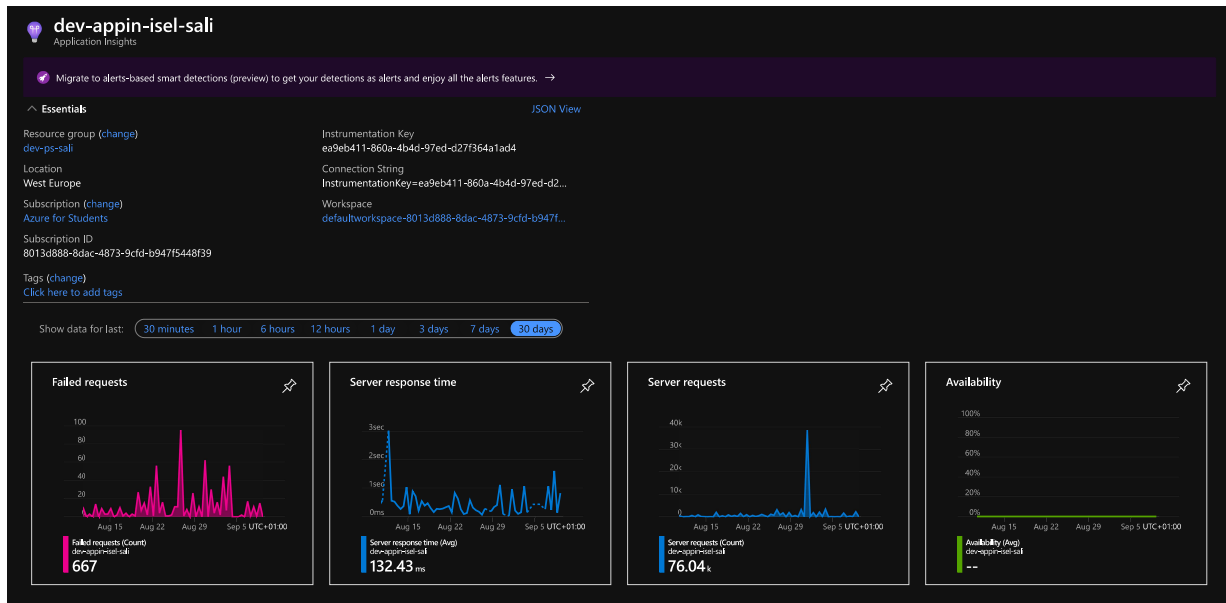 dev-appin-isel-sali
Application Insights
Migrate to alerts-based smart detections (preview) to get your detections as alerts and enjoy all the alerts features. →
Essentials
JSON View
Resource group (change)
dev-ps-sali
Location
West Europe
Subscription (change)
Azure for Students
Subscription ID
8013d888-8dac-4873-9cfd-b947f5448f39
Tags (change)
Click here to add tags
Instrumentation Key
ea9eb411-860a-4b4d-97ed-d27f364a1ad4
Connection String
InstrumentationKey=ea9eb411-860a-4b4d-97ed-d2...
Workspace
defaultworkspace-8013d888-8dac-4873-9cfd-b947f...
Show data for last: 30 minutes 1 hour 6 hours 12 hours 1 day 3 days 7 days 30 days
Failed requests
100
80
60
40
20
0
Aug 15 Aug 22 Aug 29 Sep 5 UTC+01:00
Failed requests (Count)
dev-appin-isel-sali
667
Server response time
3sec
2sec
1sec
0ms
Aug 15 Aug 22 Aug 29 Sep 5 UTC+01:00
Server response time (Avg)
dev-appin-isel-sali
132.43 ms
Server requests
40k
30k
20k
10k
0
Aug 15 Aug 22 Aug 29 Sep 5 UTC+01:00
Server requests (Count)
dev-appin-isel-sali
76.04 k
Availability
100%
80%
60%
40%
20%
0%
Aug 15 Aug 22 Aug 29 Sep 5 UTC+01:00
Availability (Avg)
dev-appin-isel-sali
--